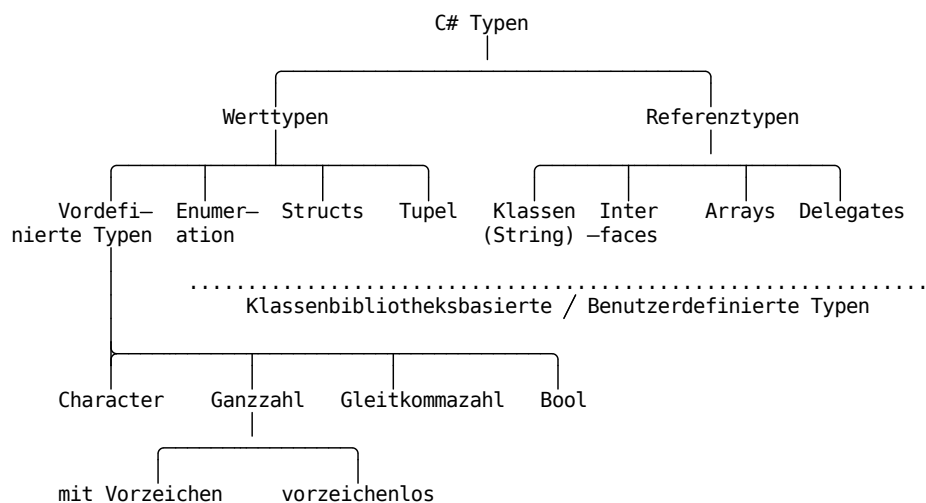 C# Typen
Werttypen Referenztypen
Vordefi– Enumer– Structs Tupel Klassen Inter Arrays Delegates
nierte Typen ation (String) –faces
..............................................................
Klassenbibliotheksbasierte / Benutzerdefinierte Typen
Character Ganzzahl Gleitkommazahl Bool
mit Vorzeichen vorzeichenlos